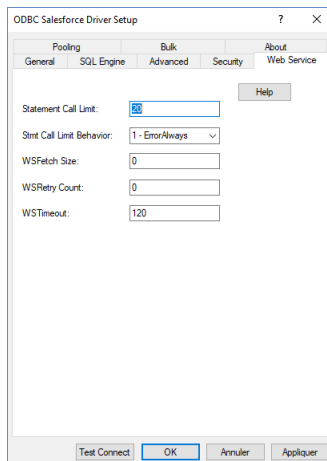 ODBC Salesforce Driver Setup ? ×
Pooling Bulk About
General SQL Engine Advanced Security Web Service
Help
Statement Call Limit: 20
Stmt Call Limit Behavior: 1 - ErrorAlways
WSFetch Size: 0
WSRetry Count: 0
WSTimeout: 120
Test Connect OK Annuler Appliquer